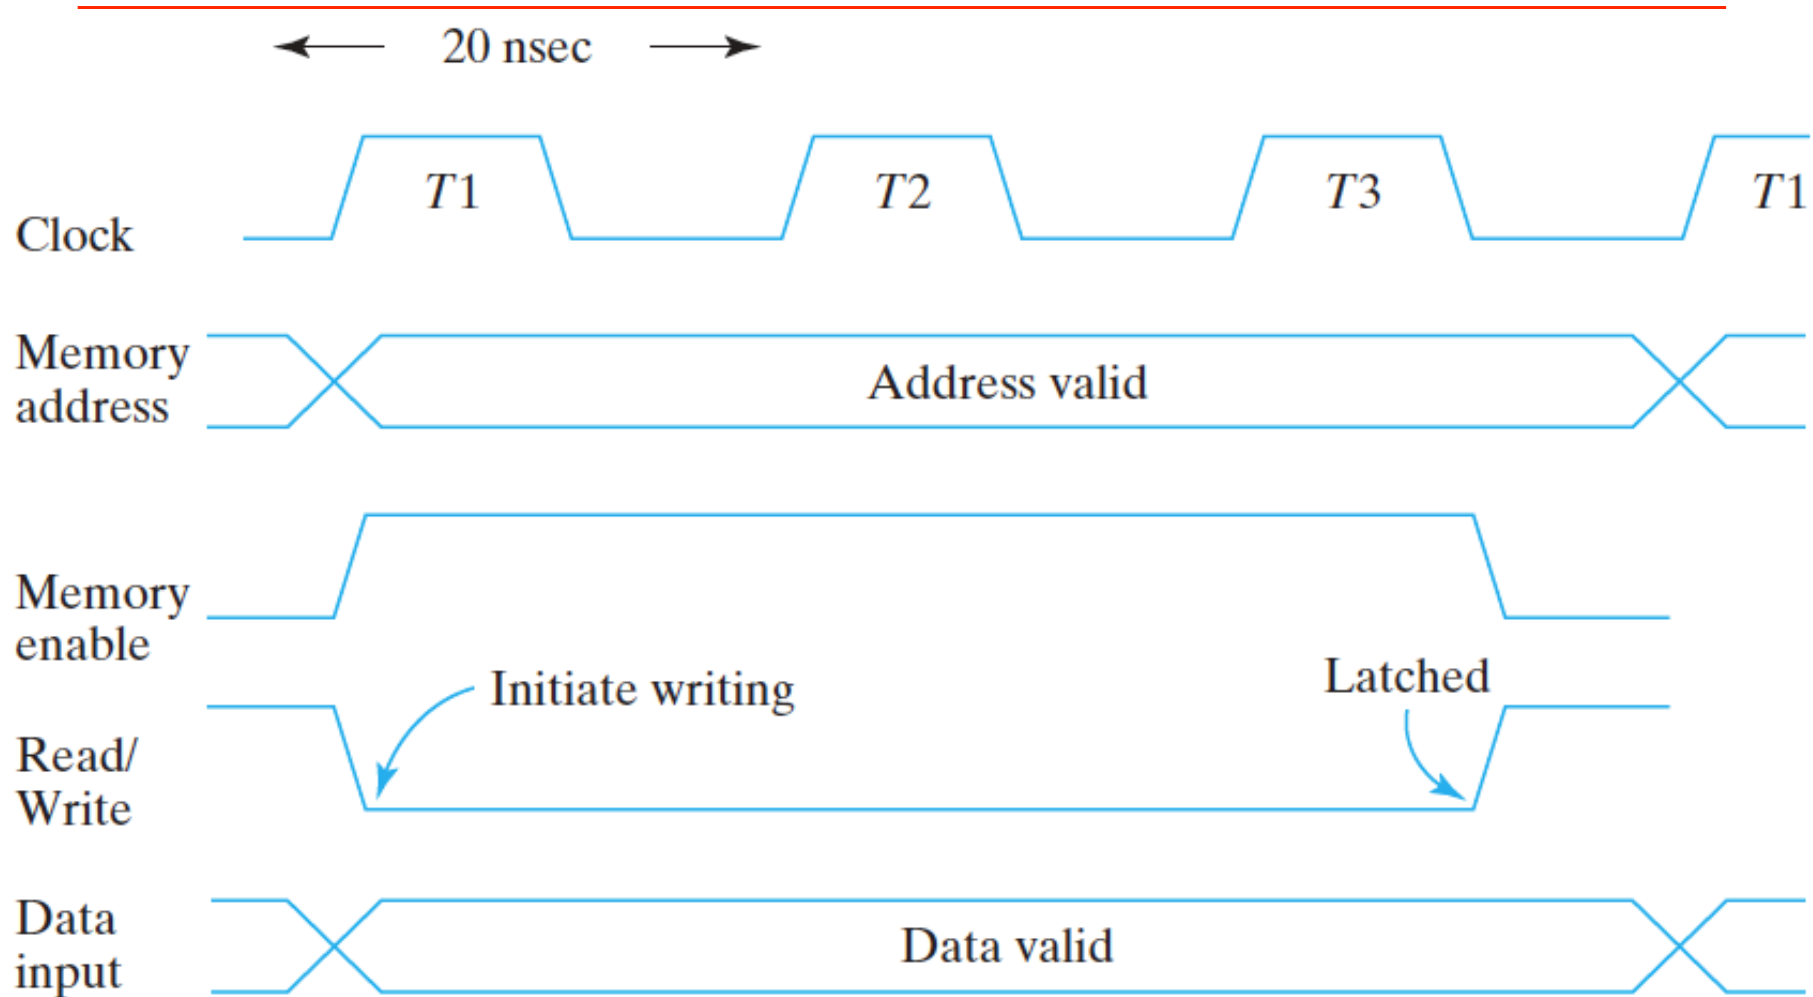 20 nsec
T1
T2
T3
T1
Clock
Memory
address
Address valid
Memory
enable
Initiate writing
Latched
Read/
Write
Data
input
Data valid